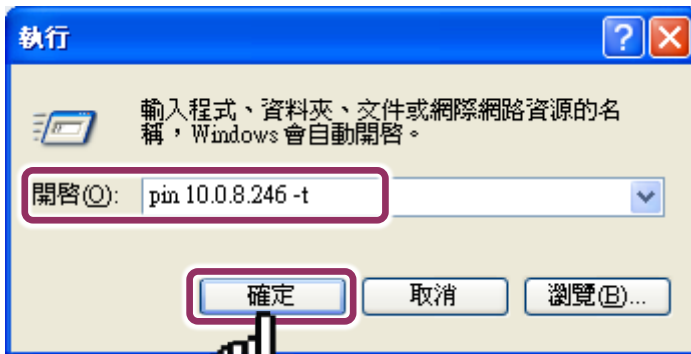 執行
輸入程式、資料夾、文件或網際網路資源的名
稱，Windows 會自動開啓。
開啓(O): pin 10.0.8.246 -t
確定 取消 瀏覽(B)...